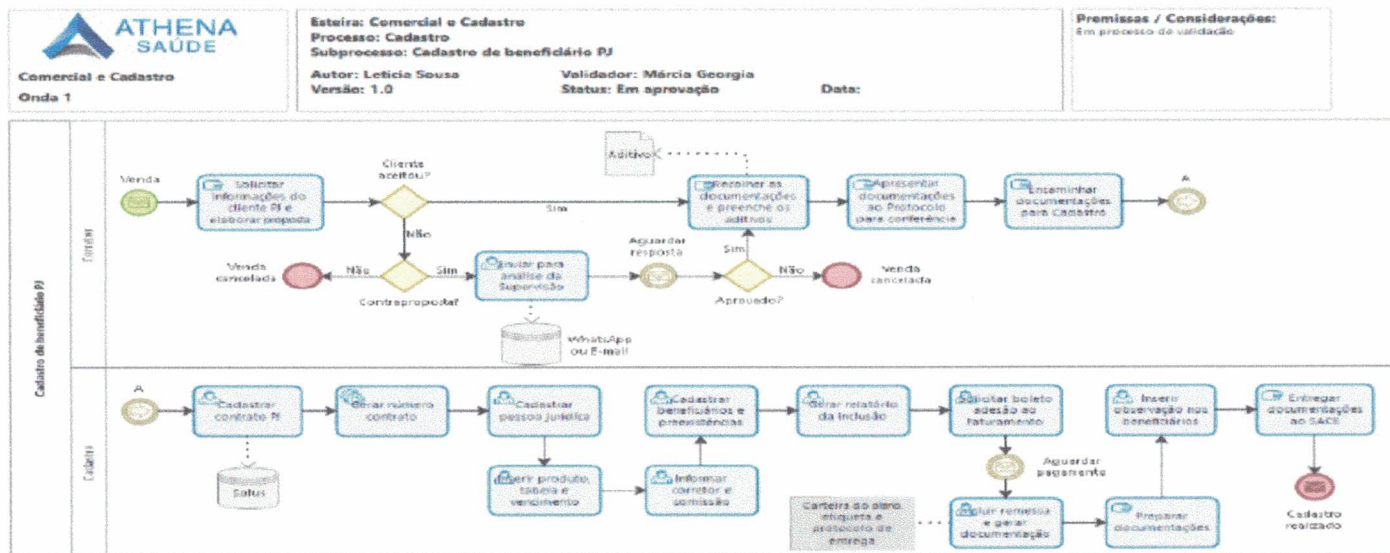 ATHENA
SAÚDE
Comercial e Cadastro
Onda 1
Esteira: Comercial e Cadastro
Processo: Cadastro
Subprocesso: Cadastro de beneficiário PJ
Autor: Letícia Sousa Validador: Márcia Georgia
Versão: 1.0 Status: Em aprovação Data:
Premissas / Considerações:
Em processo de validação
Cadastro de beneficiário PJ
Corretor
Venda
Solicitar
informações do
cliente PJ e
elaborar proposta
Cliente
aceitou?
Sim
Não
Contraproposta?
Não
Venda
cancelada
Sim
Enviar para
análise da
Supervisão
WhatsApp
ou E-mail
Aguardar
resposta
Aprovado?
Sim
Não
Venda
cancelada
Aditivo
Recolher as
documentações
e preenche os
aditivos
Apresentar
documentações
ao Protocolo
para conferência
Encaminhar
documentações
para Cadastro
A
Cadastro
A
Cadastrar
contrato PJ
Solus
Gerar número
contrato
Cadastrar
pessoa jurídica
Inserir produto,
tabela e
vencimento
Informar
corretor e
comissão
Cadastrar
beneficiários e
preexistências
Gerar relatório
da Inclusão
Solicitar boleto
adesão ao
Faturamento
Aguardar
pagamento
Carteira do plano,
etiqueta e
protocolo de
entrega
Incluir remessa
e gerar
documentação
Preparar
documentações
Inserir
observação nos
beneficiários
Entregar
documentações
ao SACE
Cadastro
realizado